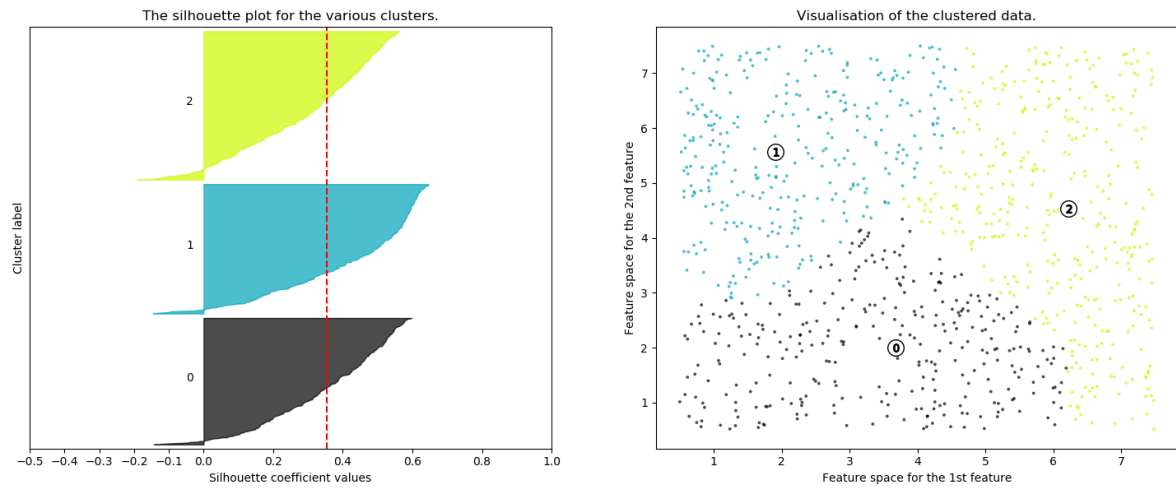 The silhouette plot for the various clusters.
Cluster label
2
1
0
−0.5 −0.4 −0.3 −0.2 −0.1 0.0 0.2 0.4 0.6 0.8 1.0
Silhouette coefficient values
Visualisation of the clustered data.
Feature space for the 2nd feature
7
6
5
4
3
2
1
1
2
0
1 2 3 4 5 6 7
Feature space for the 1st feature